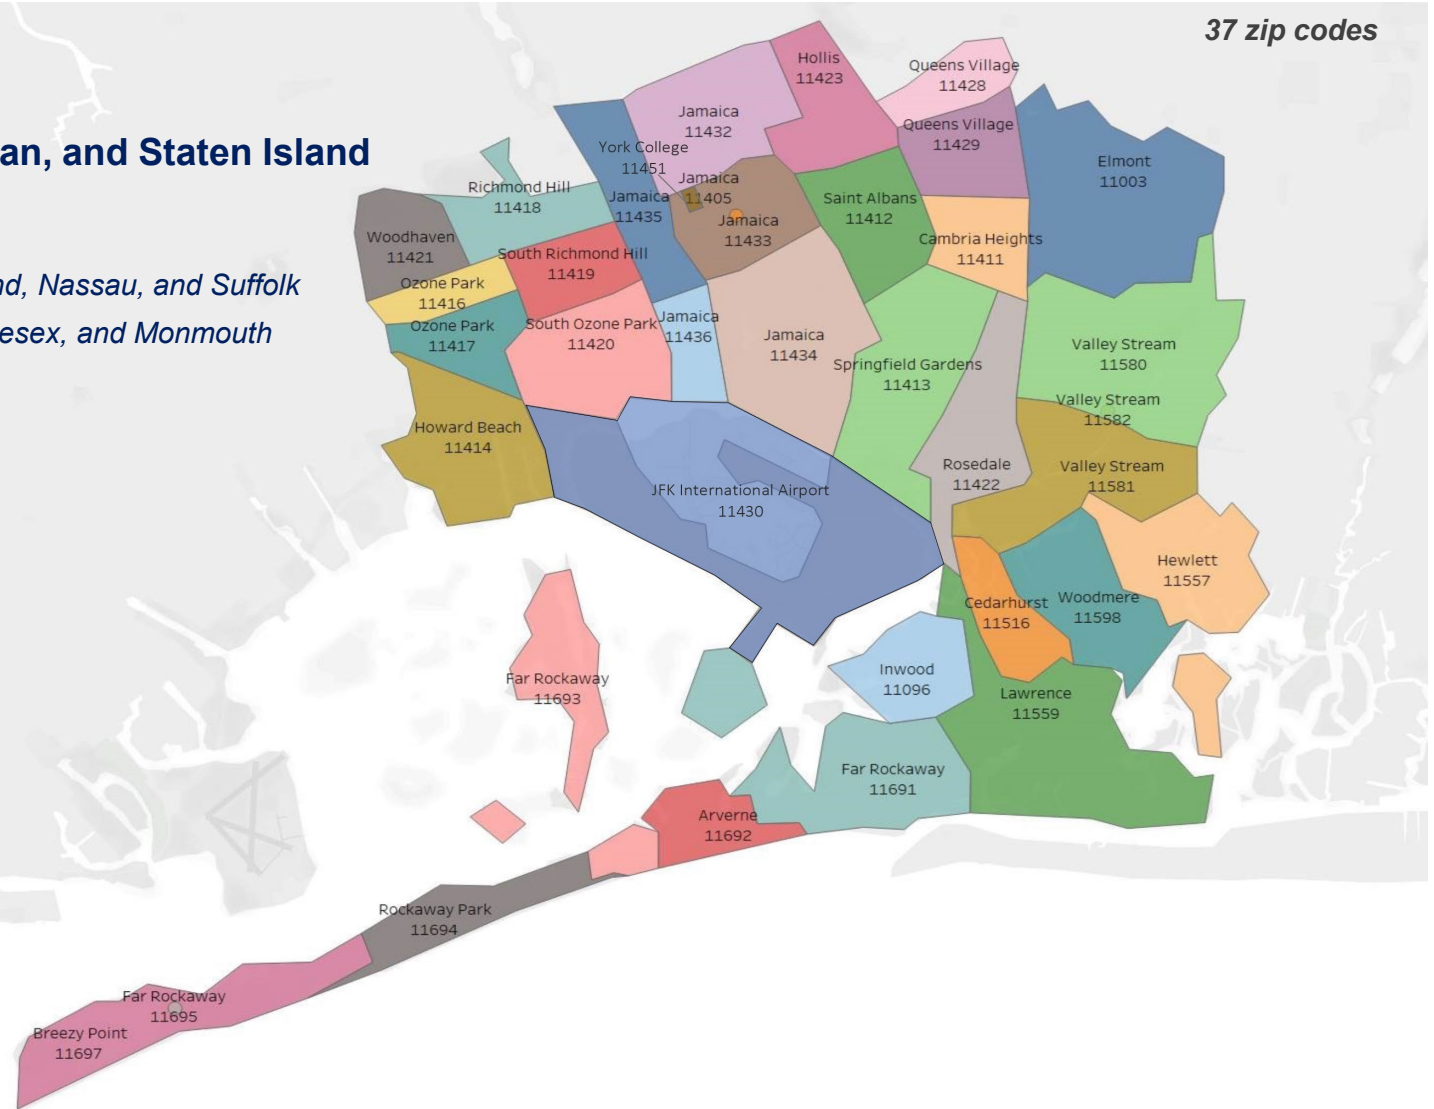 37 zip codes
an, and Staten Island
nd, Nassau, and Suffolk
esex, and Monmouth
Hollis
11423
Queens Village
11428
Jamaica
11432
Queens Village
11429
York College
11451
Elmont
11003
Jamaica
11405
Richmond Hill
11418
Jamaica
11435
Saint Albans
11412
Jamaica
11433
Woodhaven
11421
Cambria Heights
11411
South Richmond Hill
11419
Ozone Park
11416
Ozone Park
11417
South Ozone Park
11420
Jamaica
11436
Jamaica
11434
Valley Stream
11580
Springfield Gardens
11413
Valley Stream
11582
Howard Beach
11414
Rosedale
11422
Valley Stream
11581
JFK International Airport
11430
Hewlett
11557
Cedarhurst
11516
Woodmere
11598
Far Rockaway
11693
Inwood
11096
Lawrence
11559
Far Rockaway
11691
Arverne
11692
Rockaway Park
11694
Far Rockaway
11695
Breezy Point
11697